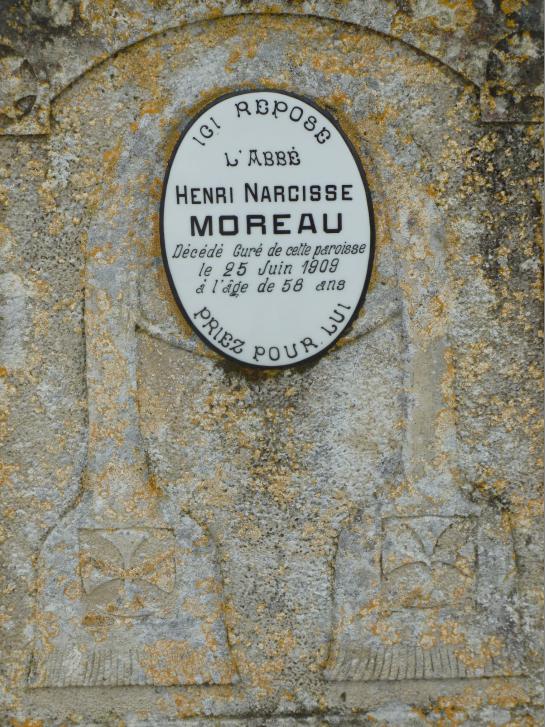 ICI REPOSE
L'ABBÉ
HENRI NARCISSE
MOREAU
Décédé Curé de cette paroisse
le 25 Juin 1909
à l'âge de 58 ans
PRIEZ POUR LUI